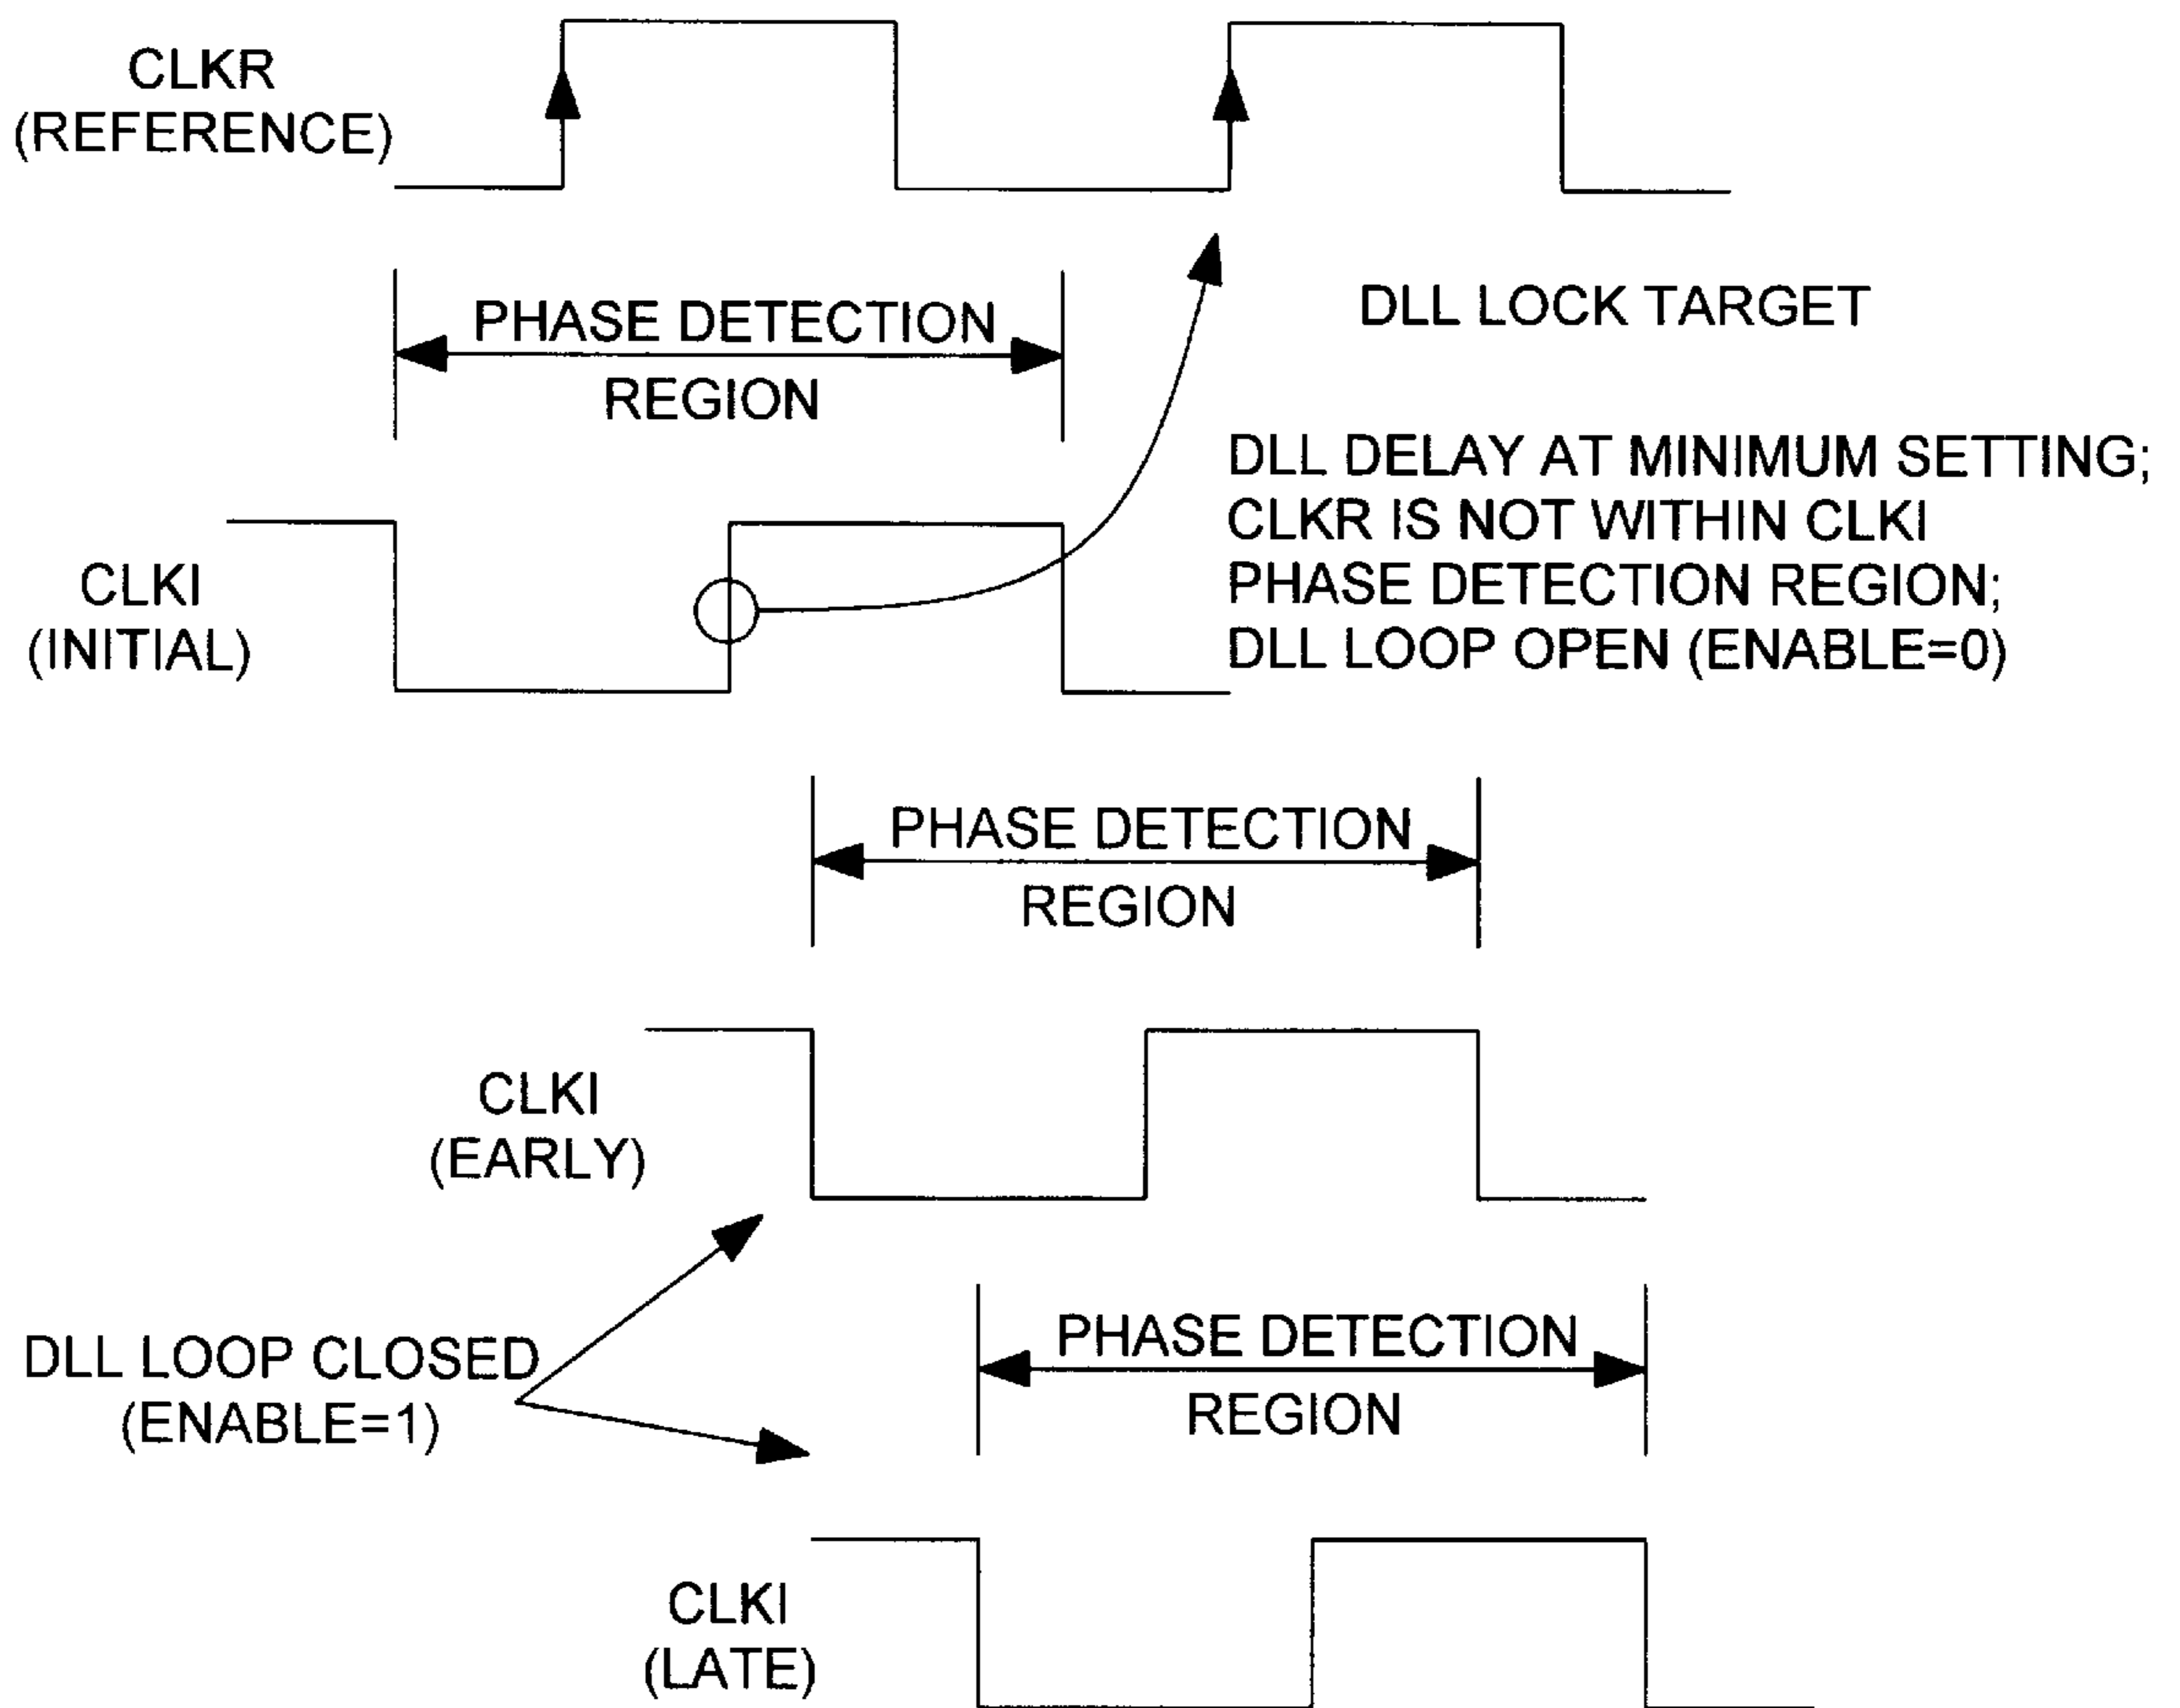 CLKR
(REFERENCE)
PHASE DETECTION
REGION
DLL LOCK TARGET
DLL DELAY AT MINIMUM SETTING;
CLKR IS NOT WITHIN CLKI
PHASE DETECTION REGION;
DLL LOOP OPEN (ENABLE=0)
CLKI
(INITIAL)
PHASE DETECTION
REGION
CLKI
(EARLY)
DLL LOOP CLOSED
(ENABLE=1)
PHASE DETECTION
REGION
CLKI
(LATE)